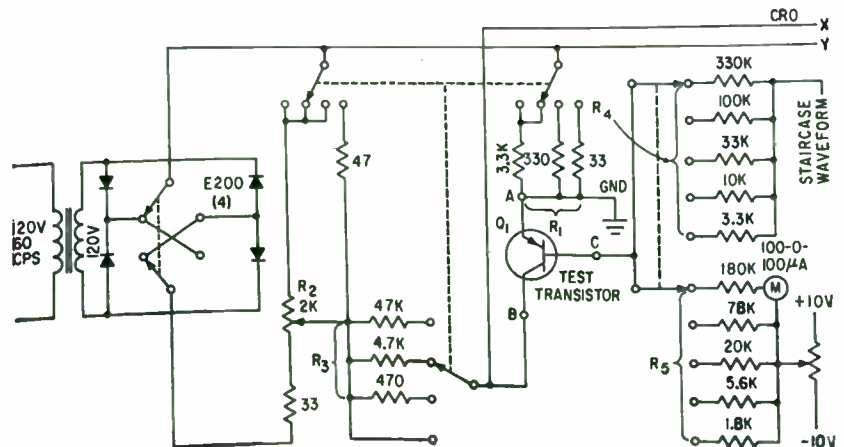 CRO
X
Y
330K
R4
100K
33K
10K
3.3K
STAIRCASE
WAVEFORM
47
3.3K
330
33
A
GND
R1
Q1
C
TEST
TRANSISTOR
B
E200
(4)
120V
60
CPS
120V
R2
2K
33
47K
4.7K
R3
470
100-0-
100µA
180K
M
+10V
78K
20K
R5
5.6K
1.8K
-10V